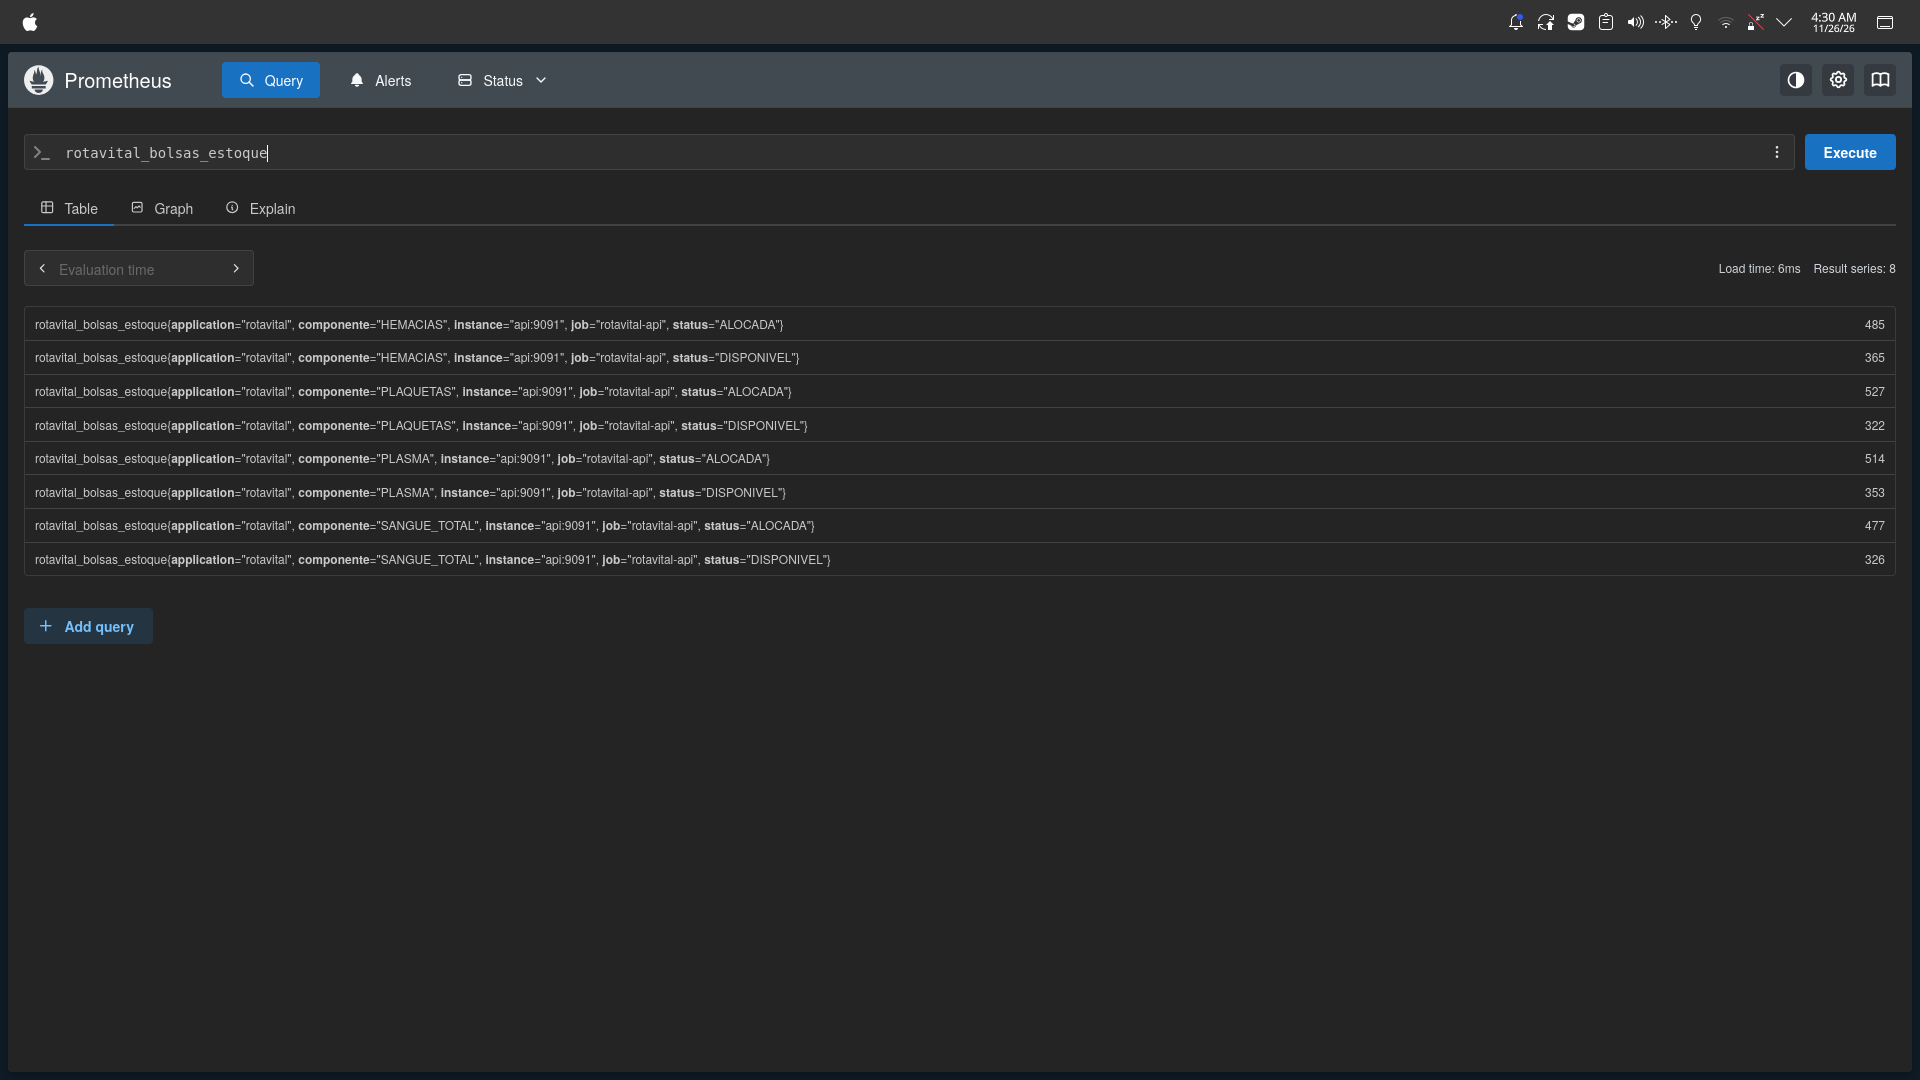 4:30 AM
11/26/26
Prometheus
Query
Alerts
Status
rotavital_bolsas_estoque
Execute
Table
Graph
Explain
Evaluation time
Load time: 6ms Result series: 8
rotavital_bolsas_estoque{application="rotavital", componente="HEMACIAS", instance="api:9091", job="rotavital-api", status="ALOCADA"} 485
rotavital_bolsas_estoque{application="rotavital", componente="HEMACIAS", instance="api:9091", job="rotavital-api", status="DISPONIVEL"} 365
rotavital_bolsas_estoque{application="rotavital", componente="PLAQUETAS", instance="api:9091", job="rotavital-api", status="ALOCADA"} 527
rotavital_bolsas_estoque{application="rotavital", componente="PLAQUETAS", instance="api:9091", job="rotavital-api", status="DISPONIVEL"} 322
rotavital_bolsas_estoque{application="rotavital", componente="PLASMA", instance="api:9091", job="rotavital-api", status="ALOCADA"} 514
rotavital_bolsas_estoque{application="rotavital", componente="PLASMA", instance="api:9091", job="rotavital-api", status="DISPONIVEL"} 353
rotavital_bolsas_estoque{application="rotavital", componente="SANGUE_TOTAL", instance="api:9091", job="rotavital-api", status="ALOCADA"} 477
rotavital_bolsas_estoque{application="rotavital", componente="SANGUE_TOTAL", instance="api:9091", job="rotavital-api", status="DISPONIVEL"} 326
Add query